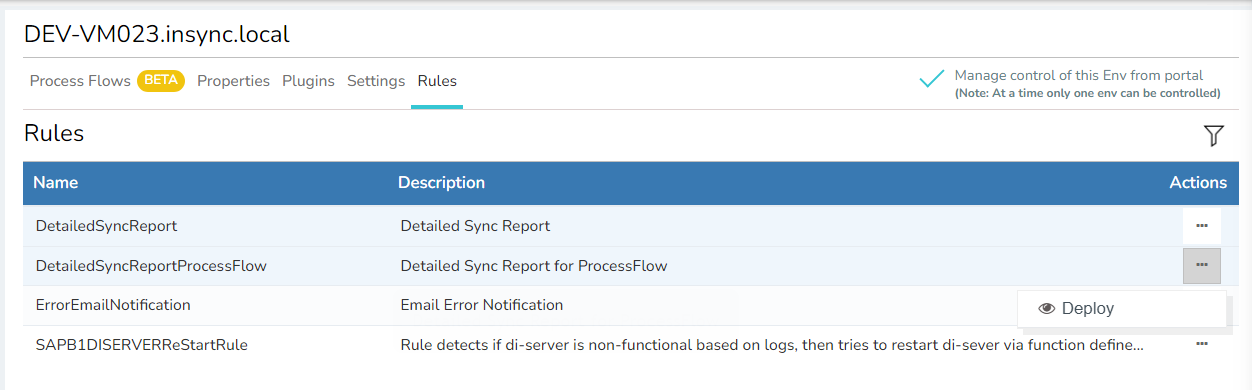 DEV-VM023.insync.local
Process Flows BETA Properties Plugins Settings Rules
Manage control of this Env from portal
(Note: At a time only one env can be controlled)
Rules
Name Description Actions
DetailedSyncReport Detailed Sync Report ...
DetailedSyncReportProcessFlow Detailed Sync Report for ProcessFlow ...
ErrorEmailNotification Email Error Notification
Deploy
SAPB1DISERVERReStartRule Rule detects if di-server is non-functional based on logs, then tries to restart di-sever via function define... ...